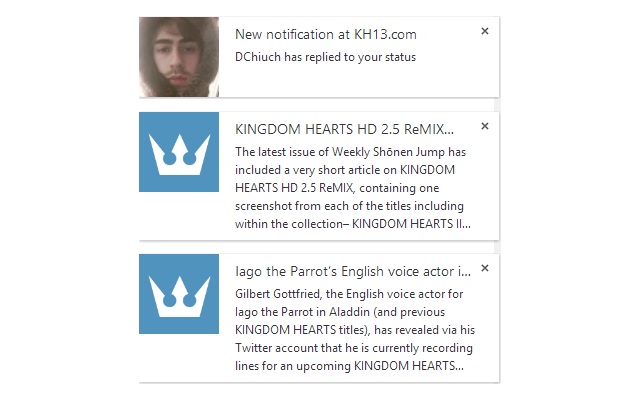 New notification at KH13.com
DChiuch has replied to your status
KINGDOM HEARTS HD 2.5 ReMIX...
The latest issue of Weekly Shōnen Jump has
included a very short article on KINGDOM
HEARTS HD 2.5 ReMIX, containing one
screenshot from each of the titles including
within the collection– KINGDOM HEARTS II...
Iago the Parrot's English voice actor i...
Gilbert Gottfried, the English voice actor for
Iago the Parrot in Aladdin (and previous
KINGDOM HEARTS titles), has revealed via his
Twitter account that he is currently recording
lines for an upcoming KINGDOM HEARTS...